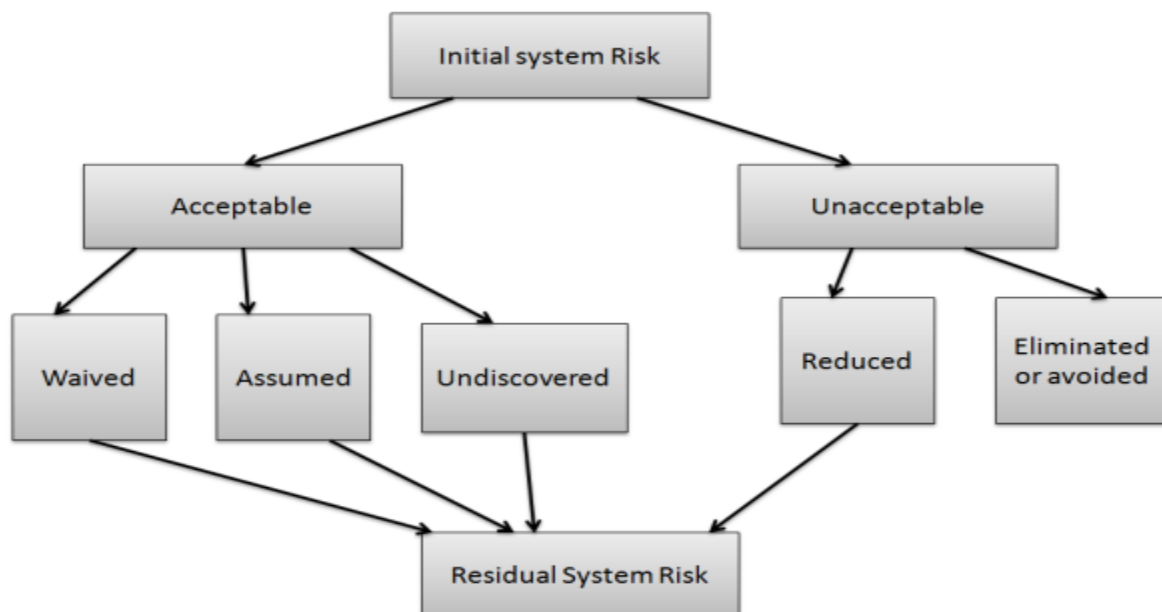 Initial system Risk
Acceptable
Unacceptable
Waived
Assumed
Undiscovered
Reduced
Eliminated
or avoided
Residual System Risk